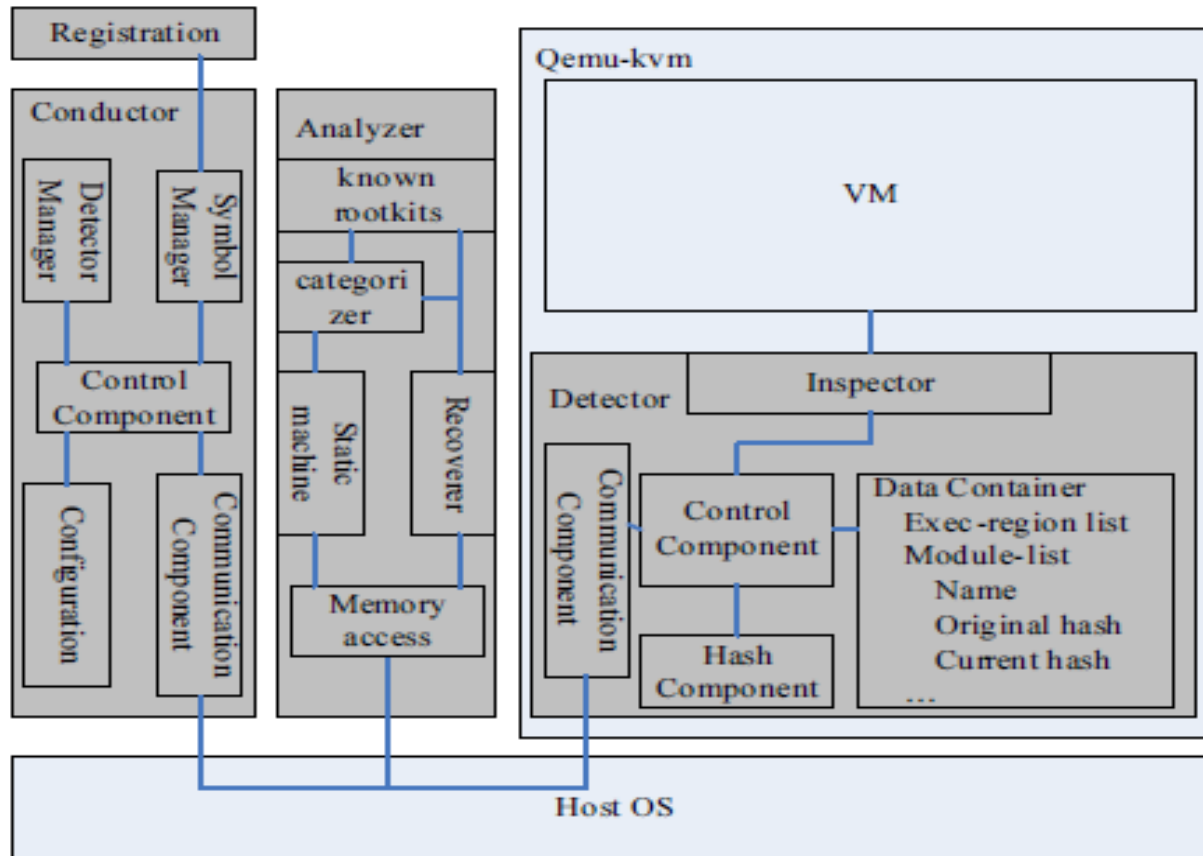 Registration
Conductor
Detector
Manager
Symbol
Manager
Control
Component
Configuration
Communication
Component
Analyzer
known
rootkits
categori
zer
Static
machine
Recoverer
Memory
access
Qemu-kvm
VM
Inspector
Detector
Communication
Component
Control
Component
Hash
Component
Data Container
Exec-region list
Module-list
Name
Original hash
Current hash
...
Host OS